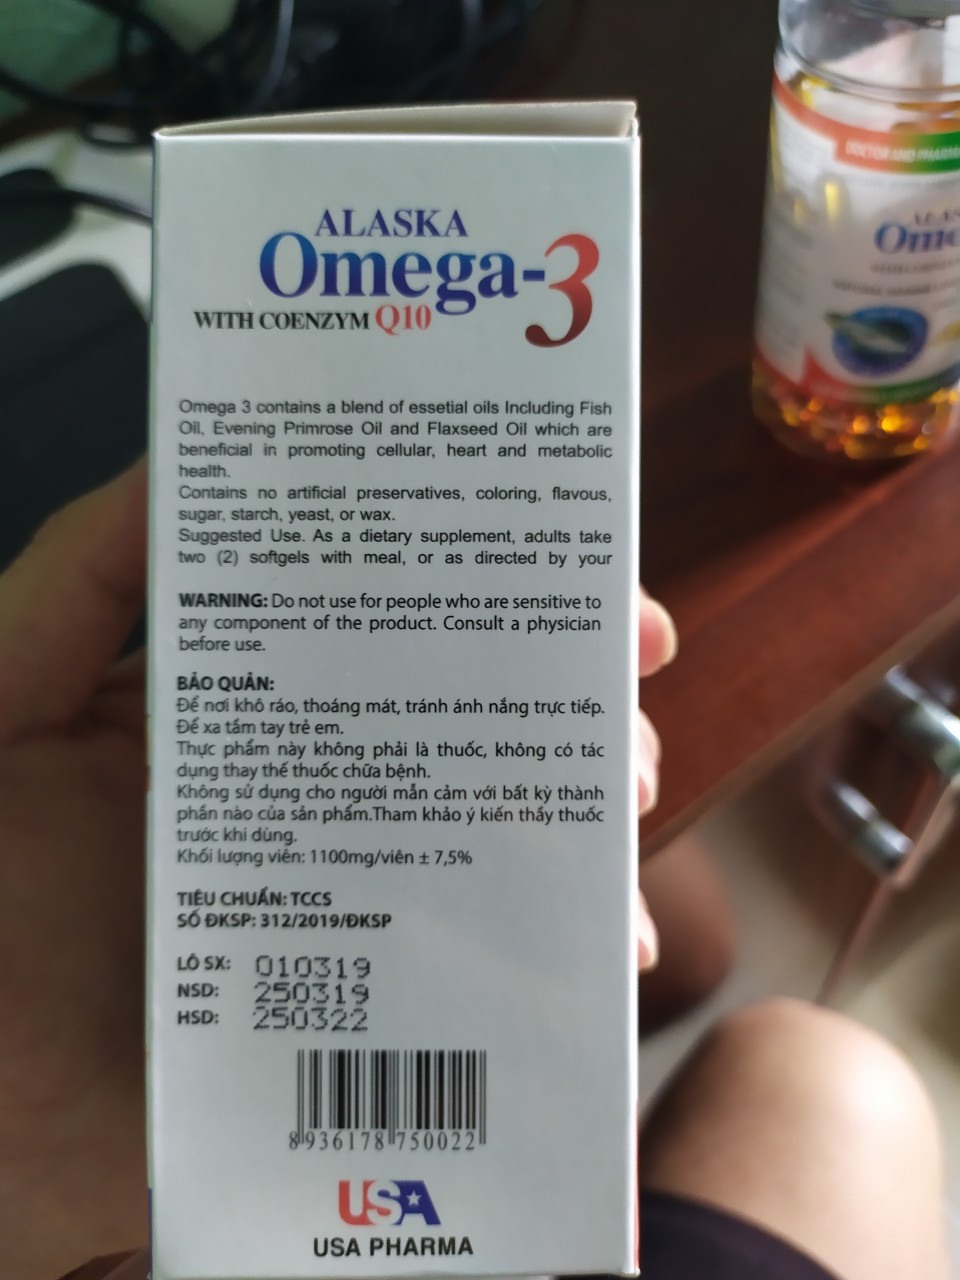 ALASKA
Omega-3
WITH COENZYM Q10
Omega 3 contains a blend of essetial oils Including Fish
Oil, Evening Primrose Oil and Flaxseed Oil which are
beneficial in promoting cellular, heart and metabolic
health.
Contains no artificial preservatives, coloring, flavous,
sugar, starch, yeast, or wax.
Suggested Use. As a dietary supplement, adults take
two (2) softgels with meal, or as directed by your
WARNING: Do not use for people who are sensitive to
any component of the product. Consult a physician
before use.
BẢO QUẢN:
Để nơi khô ráo, thoáng mát, tránh ánh nắng trực tiếp.
Để xa tầm tay trẻ em.
Thực phẩm này không phải là thuốc, không có tác
dụng thay thế thuốc chữa bệnh.
Không sử dụng cho người mẫn cảm với bất kỳ thành
phần nào của sản phẩm.Tham khảo ý kiến thầy thuốc
trước khi dùng.
Khối lượng viên: 1100mg/viên ± 7,5%
TIÊU CHUẨN: TCCS
SỐ ĐKSP: 312/2019/ĐKSP
LÔ SX: 010319
NSD: 250319
HSD: 250322
8936178750022
USA
USA PHARMA
DOCTOR AND